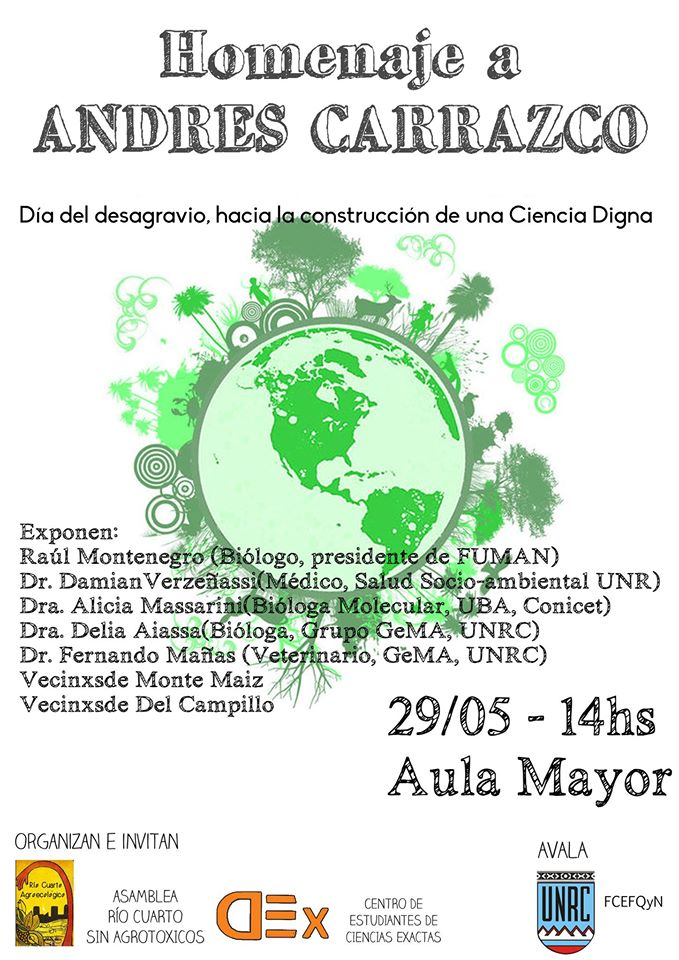 Homenaje a
ANDRES CARRAZCO
Día del desagravio, hacia la construcción de una Ciencia Digna
Exponen:
Raúl Montenegro (Biólogo, presidente de FUMAN)
Dr. DamianVerzeñassi(Médico, Salud Socio-ambiental UNR)
Dra. Alicia Massarini(Bióloga Molecular, UBA, Conicet)
Dra. Delia Aiassa(Bióloga, Grupo GeMA, UNRC)
Dr. Fernando Mañas (Veterinario, GeMA, UNRC)
Vecinxsde Monte Maiz
Vecinxsde Del Campillo
29/05 - 14hs
Aula Mayor
ORGANIZAN E INVITAN
Río Cuarto
Agroecológico
ASAMBLEA
RÍO CUARTO
SIN AGROTOXICOS
CEEx
CENTRO DE
ESTUDIANTES DE
CIENCIAS EXACTAS
AVALA
UNRC
FCEFQyN